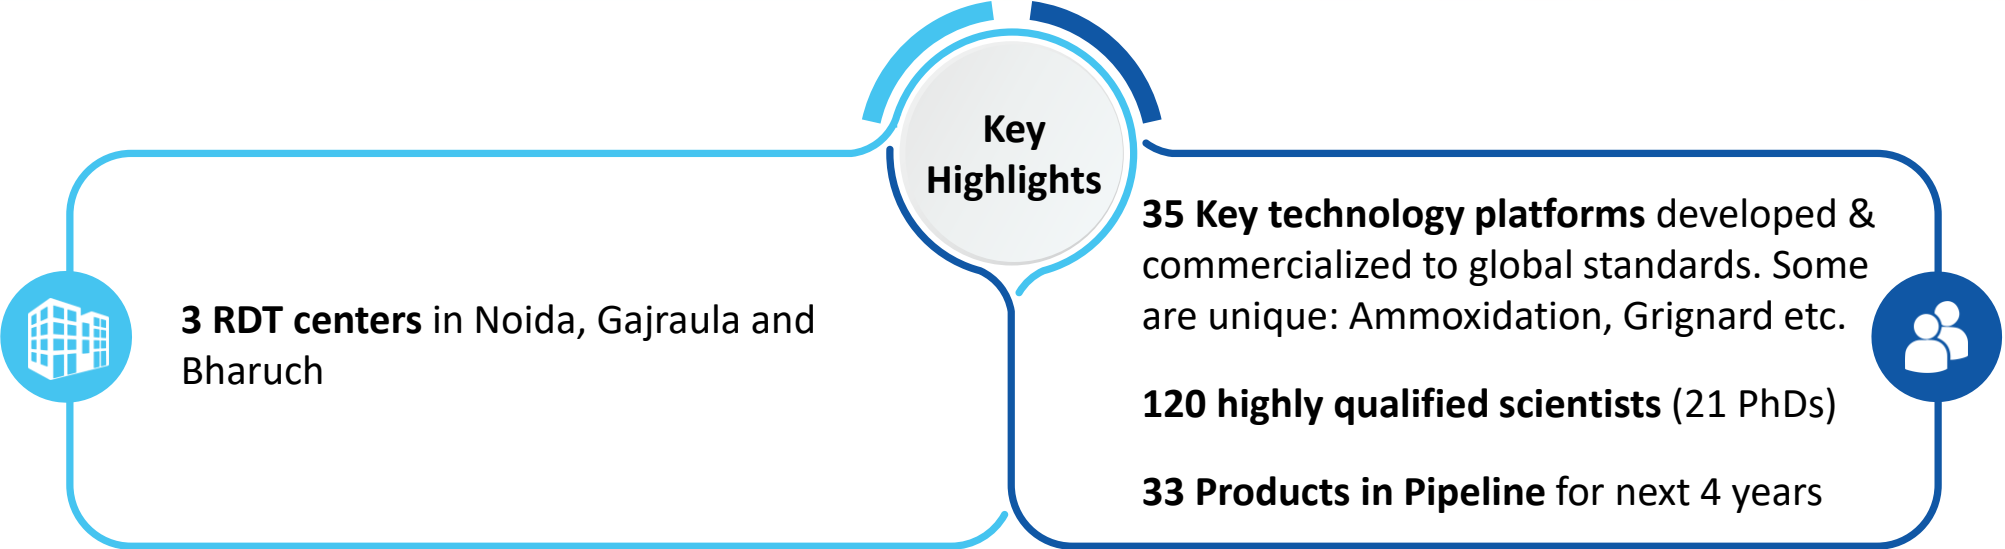 Key
Highlights
3 RDT centers in Noida, Gajraula and
Bharuch
35 Key technology platforms developed &
commercialized to global standards. Some
are unique: Ammoxidation, Grignard etc.
120 highly qualified scientists (21 PhDs)
33 Products in Pipeline for next 4 years